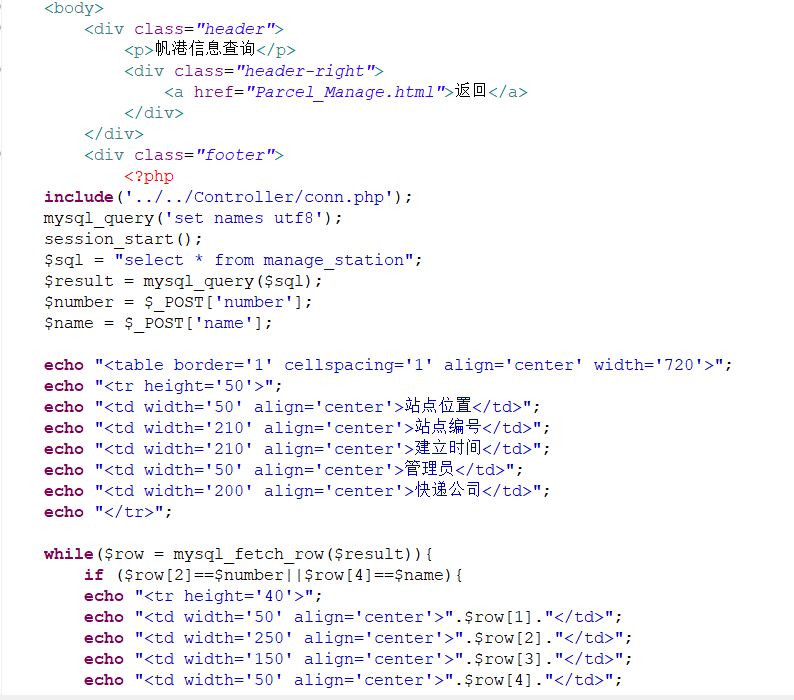 <body>
<div class="header">
<p>帆港信息查询</p>
<div class="header-right">
<a href="Parcel_Manage.html">返回</a>
</div>
</div>
<div class="footer">
<?php
include('../../Controller/conn.php');
mysql_query('set names utf8');
session_start();
$sql = "select * from manage_station";
$result = mysql_query($sql);
$number = $_POST['number'];
$name = $_POST['name'];
echo "<table border='1' cellspacing='1' align='center' width='720'>";
echo "<tr height='50'>";
echo "<td width='50' align='center'>站点位置</td>";
echo "<td width='210' align='center'>站点编号</td>";
echo "<td width='210' align='center'>建立时间</td>";
echo "<td width='50' align='center'>管理员</td>";
echo "<td width='200' align='center'>快递公司</td>";
echo "</tr>";
while($row = mysql_fetch_row($result)){
if ($row[2]==$number||$row[4]==$name){
echo "<tr height='40'>";
echo "<td width='50' align='center'>".$row[1]."</td>";
echo "<td width='250' align='center'>".$row[2]."</td>";
echo "<td width='150' align='center'>".$row[3]."</td>";
echo "<td width='50' align='center'>".$row[4]."</td>";